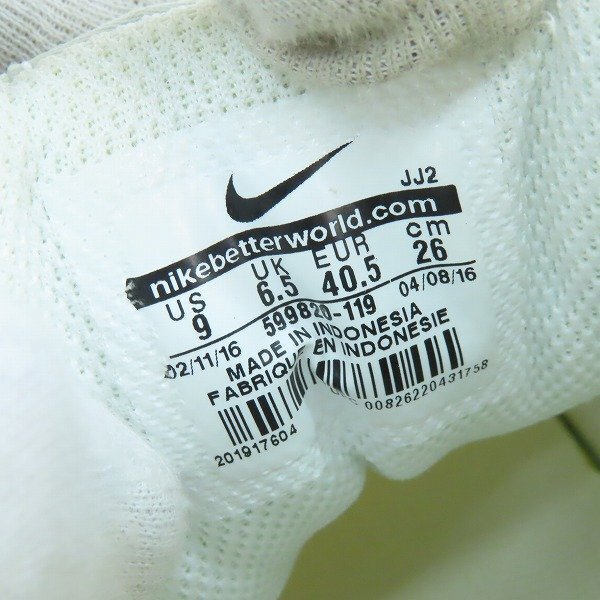 JJ2
nikebetterworld.com
US UK EUR cm
9 6.5 40.5 26
02/11/16 599820-119 04/08/16
MADE IN INDONESIA
FABRIQUE EN INDONESIE
201917604 00826220431758